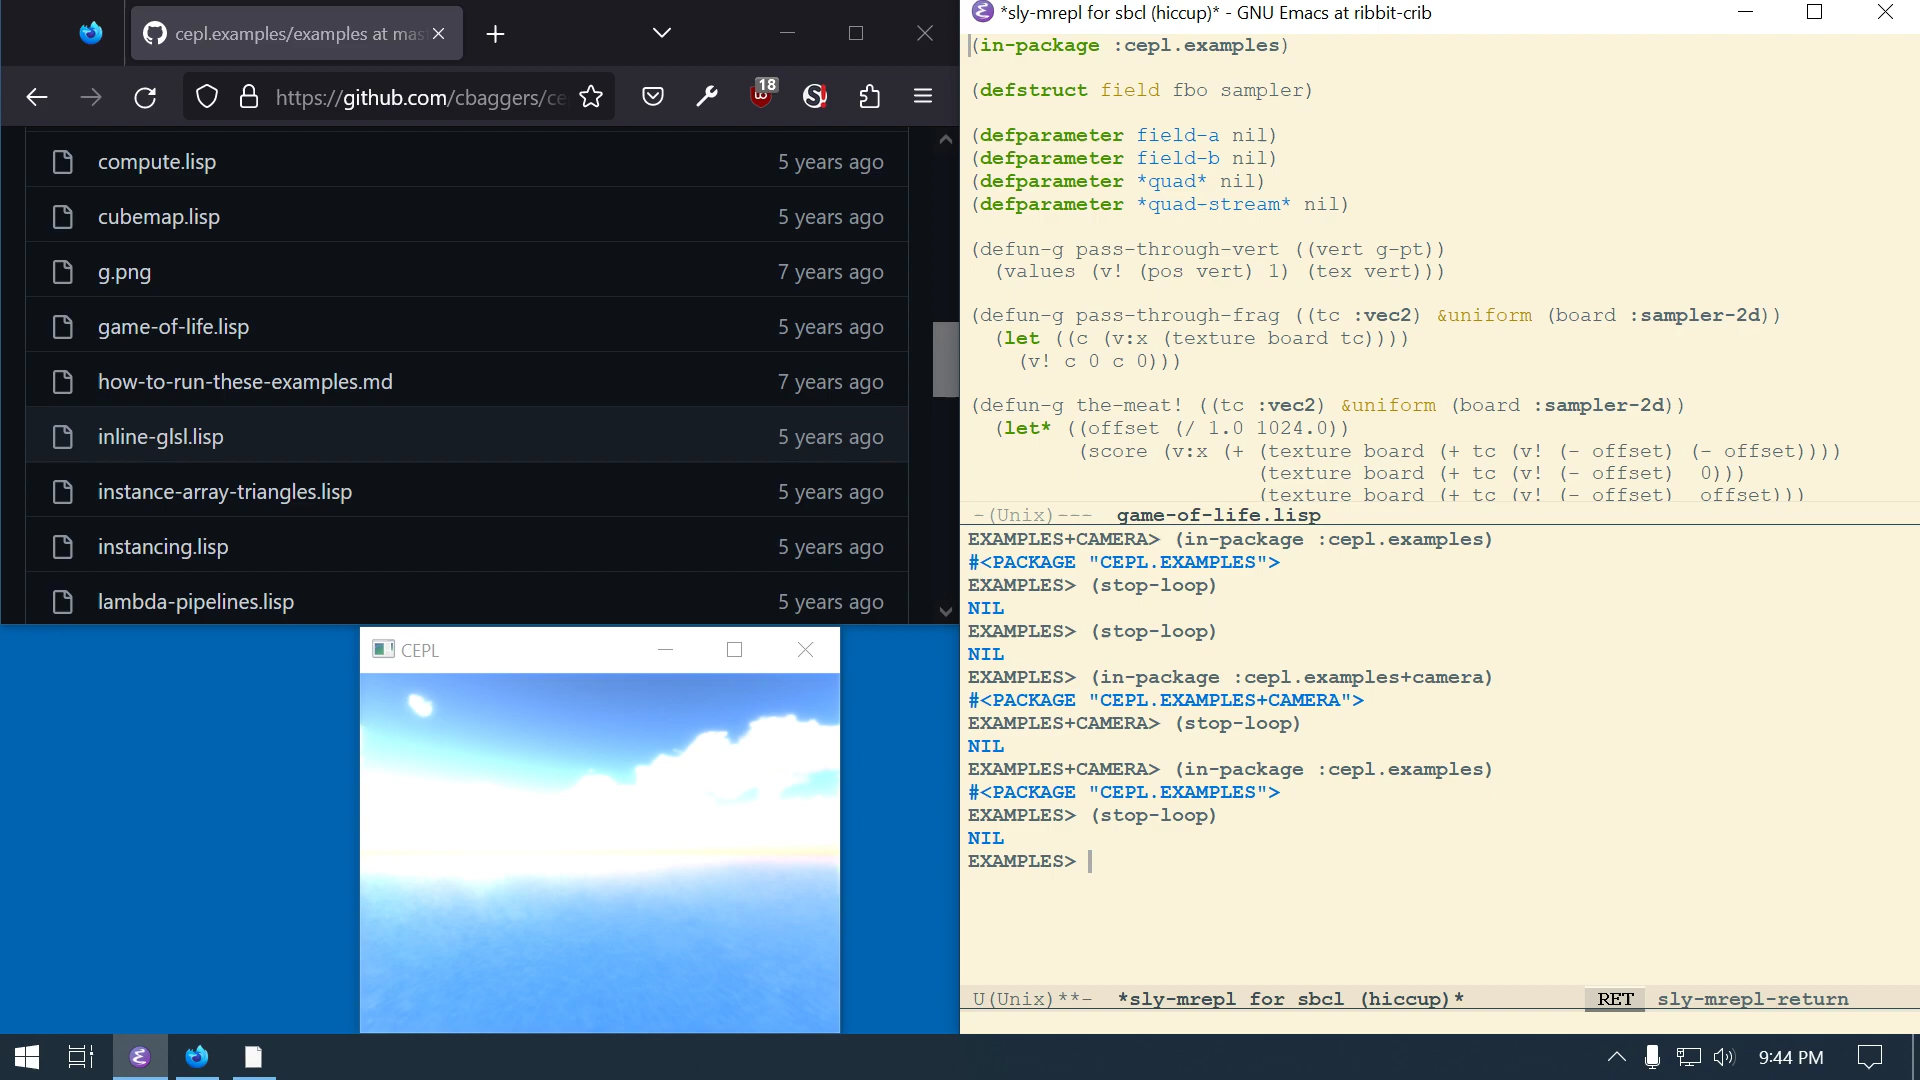 cepl.examples/examples at mas
https://github.com/cbaggers/ce
18
compute.lisp 5 years ago
cubemap.lisp 5 years ago
g.png 7 years ago
game-of-life.lisp 5 years ago
how-to-run-these-examples.md 7 years ago
inline-glsl.lisp 5 years ago
instance-array-triangles.lisp 5 years ago
instancing.lisp 5 years ago
lambda-pipelines.lisp 5 years ago
CEPL
*sly-mrepl for sbcl (hiccup)* - GNU Emacs at ribbit-crib
(in-package :cepl.examples)
(defstruct field fbo sampler)
(defparameter field-a nil)
(defparameter field-b nil)
(defparameter *quad* nil)
(defparameter *quad-stream* nil)
(defun-g pass-through-vert ((vert g-pt))
(values (v! (pos vert) 1) (tex vert)))
(defun-g pass-through-frag ((tc :vec2) &uniform (board :sampler-2d))
(let ((c (v:x (texture board tc))))
(v! c 0 c 0)))
(defun-g the-meat! ((tc :vec2) &uniform (board :sampler-2d))
(let* ((offset (/ 1.0 1024.0))
(score (v:x (+ (texture board (+ tc (v! (- offset) (- offset))))
(texture board (+ tc (v! (- offset) 0)))
(texture board (+ tc (v! (- offset) offset)))
-(Unix)--- game-of-life.lisp
EXAMPLES+CAMERA> (in-package :cepl.examples)
#<PACKAGE "CEPL.EXAMPLES">
EXAMPLES> (stop-loop)
NIL
EXAMPLES> (stop-loop)
NIL
EXAMPLES> (in-package :cepl.examples+camera)
#<PACKAGE "CEPL.EXAMPLES+CAMERA">
EXAMPLES+CAMERA> (stop-loop)
NIL
EXAMPLES+CAMERA> (in-package :cepl.examples)
#<PACKAGE "CEPL.EXAMPLES">
EXAMPLES> (stop-loop)
NIL
EXAMPLES>
U(Unix)**- *sly-mrepl for sbcl (hiccup)* RET sly-mrepl-return
9:44 PM